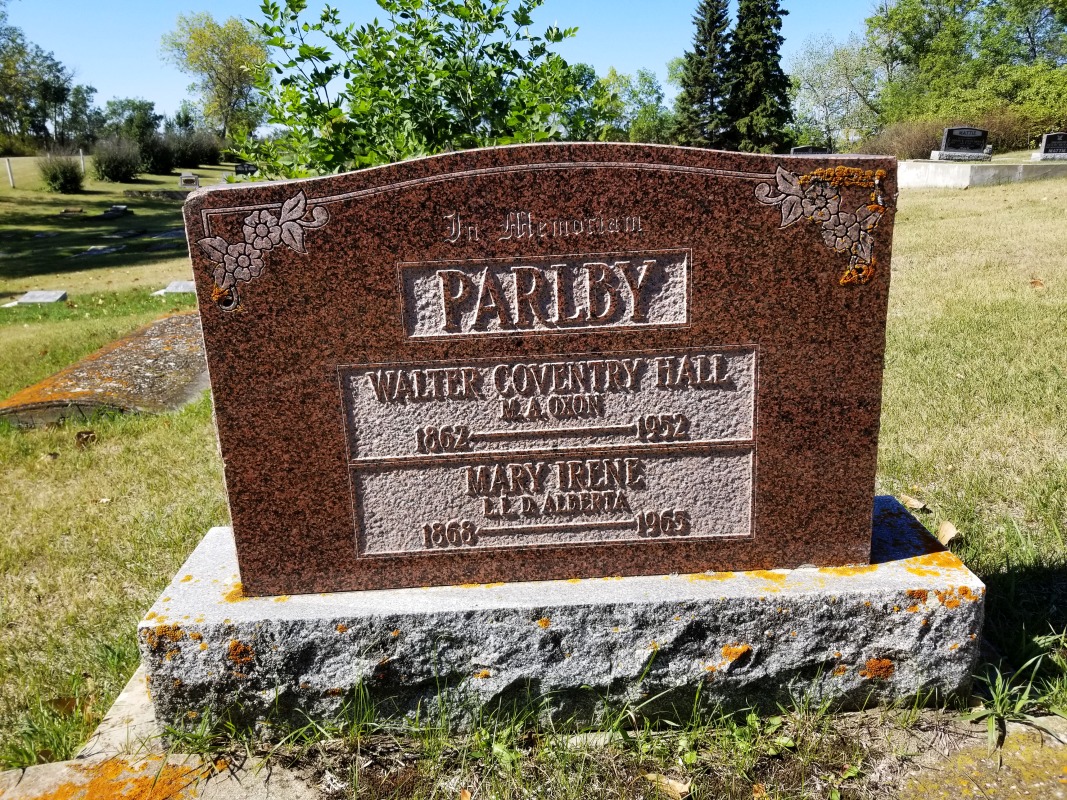 In Memoriam
PARLBY
WALTER COVENTRY HALL
M.A. OXON
1862 1952
MARY IRENE
L.L.D. ALBERTA
1868 1965